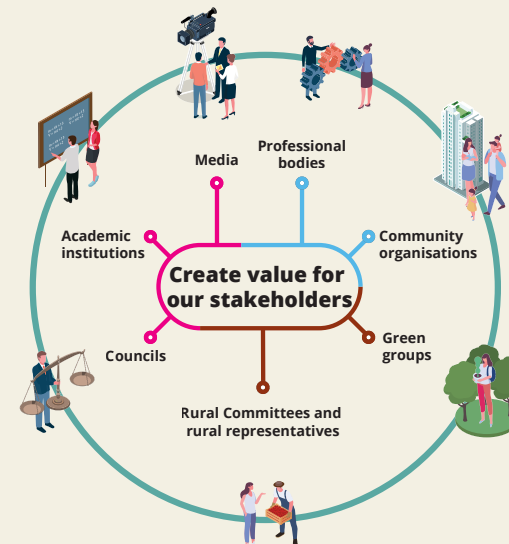 Media
Professional
bodies
Academic
institutions
Community
organisations
Create value for
our stakeholders
Councils
Green
groups
Rural Committees and
rural representatives